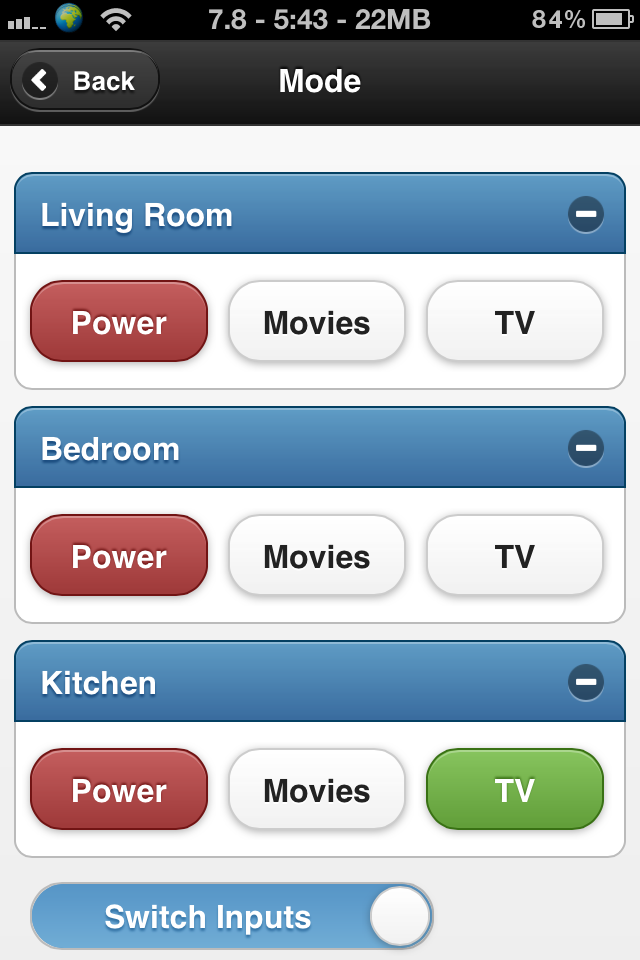 7.8 - 5:43 - 22MB 84%
Back Mode
Living Room
Power Movies TV
Bedroom
Power Movies TV
Kitchen
Power Movies TV
Switch Inputs